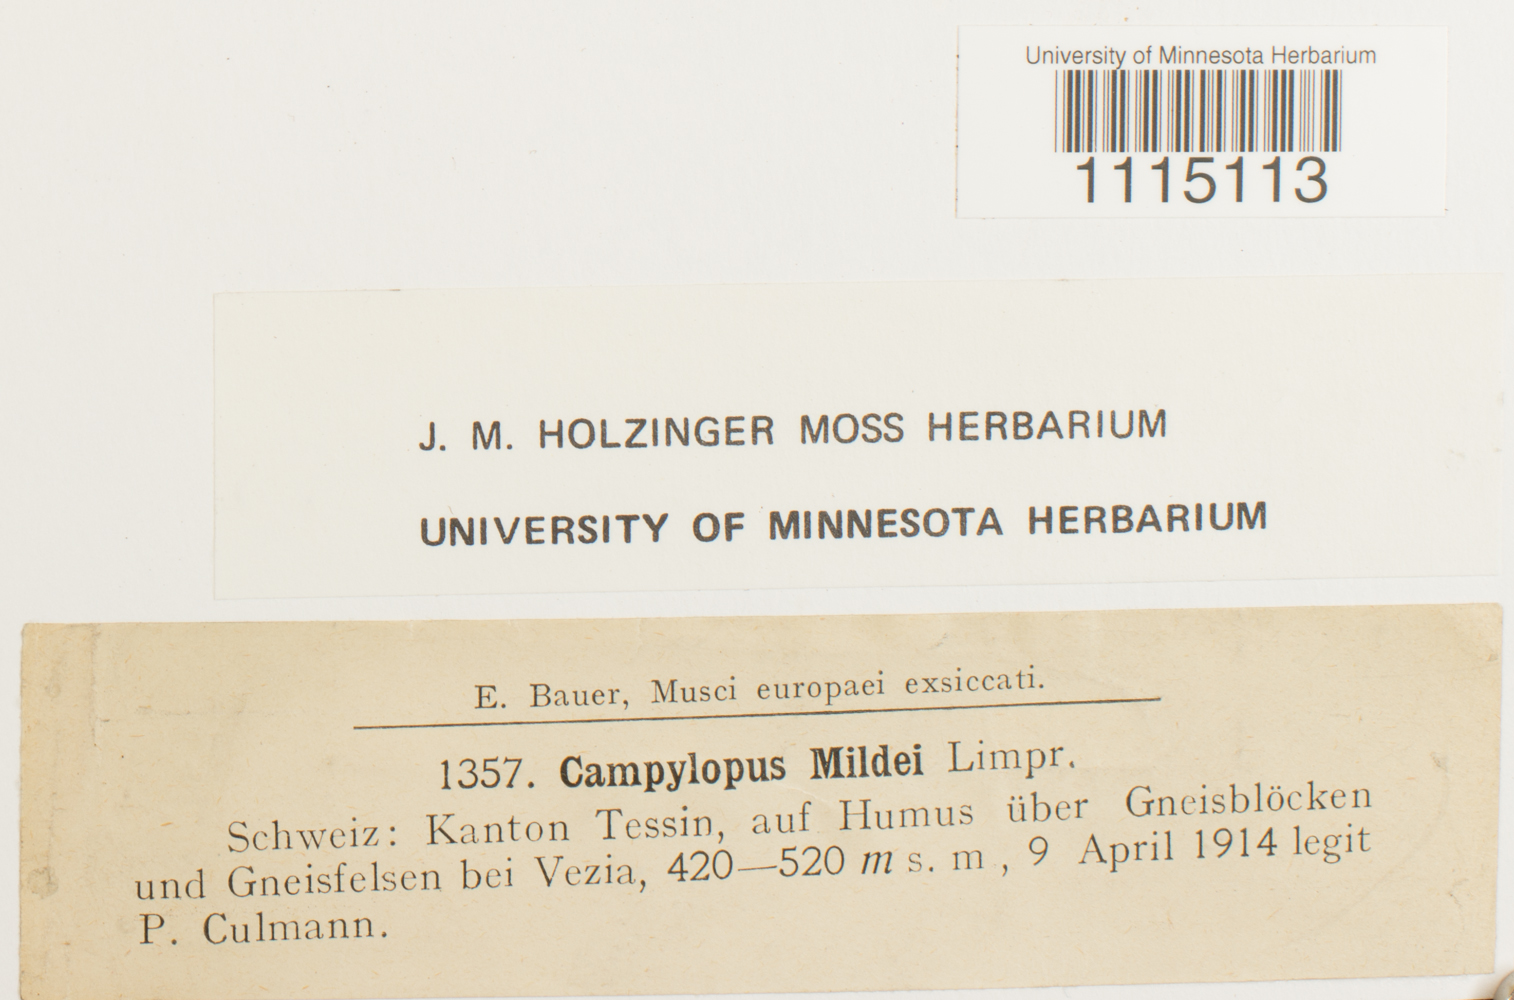 University of Minnesota Herbarium
1115113
J. M. HOLZINGER MOSS HERBARIUM
UNIVERSITY OF MINNESOTA HERBARIUM
E. Bauer, Musci europaei exsiccati.
1357. Campylopus Mildei Limpr.
Schweiz: Kanton Tessin, auf Humus über Gneisblöcken
und Gneisfelsen bei Vezia, 420—520 m s. m , 9 April 1914 legit
P. Culmann.